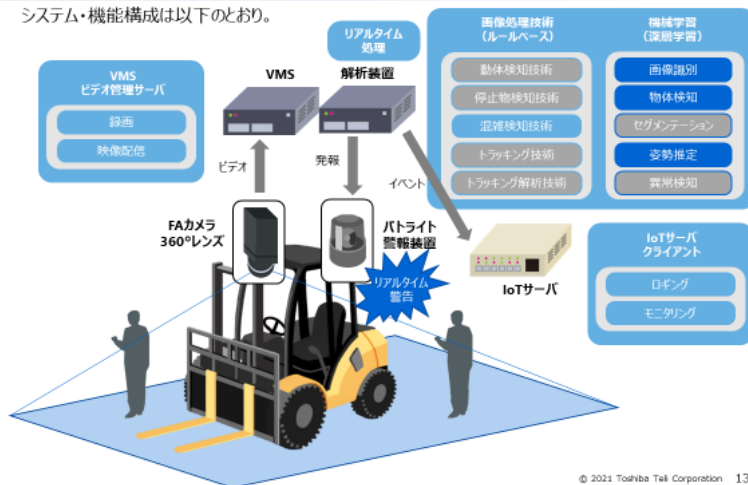 システム・機能構成は以下のとおり。
リアルタイム
処理
画像処理技術
(ルールベース)
機械学習
(深層学習)
VMS
ビデオ管理サーバ
録画
映像配信
VMS
解析装置
動体検知技術
停止物検知技術
混雑検知技術
トラッキング技術
トラッキング解析技術
画像識別
物体検知
セグメンテーション
姿勢推定
異常検知
ビデオ
発報
イベント
FAカメラ
360°レンズ
パトライト
警報装置
リアルタイム
警告
IoTサーバ
IoTサーバ
クライアント
ロギング
モニタリング
© 2021 Toshiba Teli Corporation 13